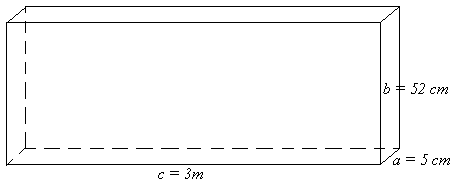 b = 52 cm
a = 5 cm
c = 3m